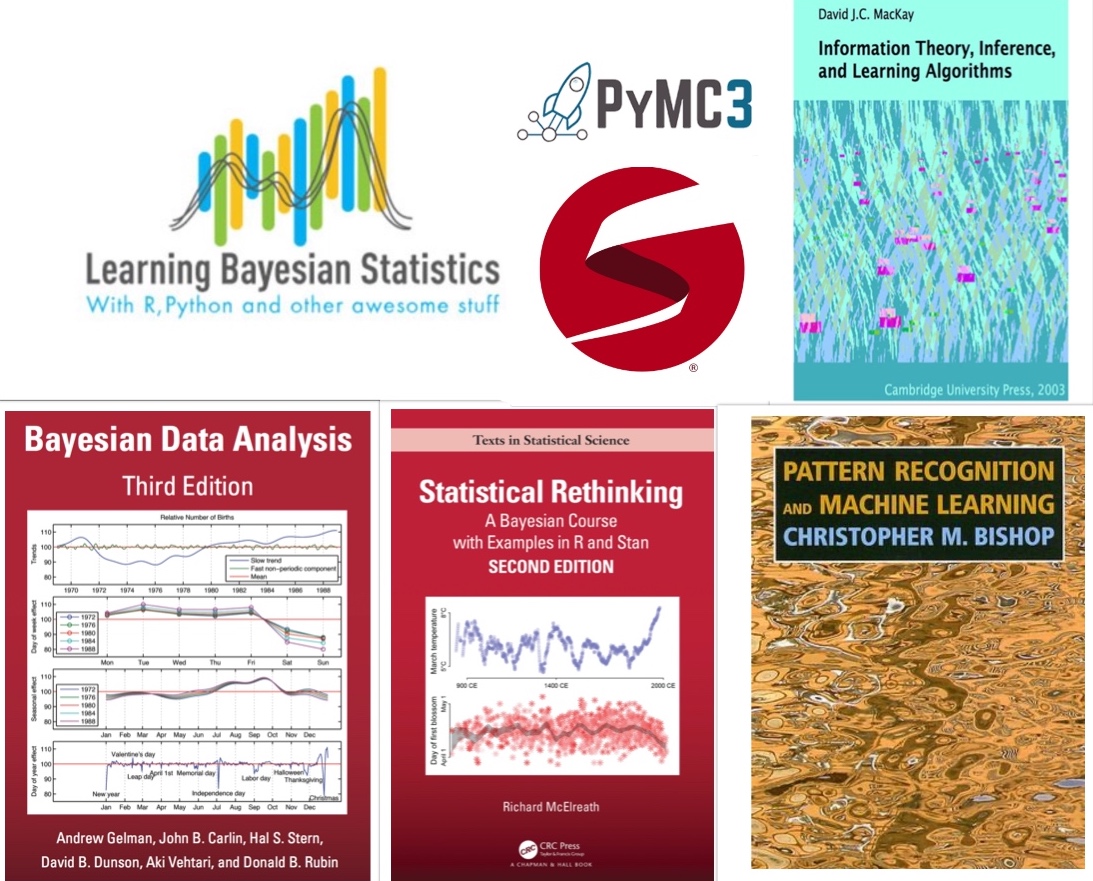 Learning Bayesian Statistics
With R, Python and other awesome stuff
PYMC3
®
David J.C. MacKay
Information Theory, Inference,
and Learning Algorithms
Cambridge University Press, 2003
Bayesian Data Analysis
Third Edition
Relative Number of Births
Trends
110
100
90
80
Slow trend
Fast non-periodic component
Mean
1970 1972 1974 1976 1978 1980 1982 1984 1986 1988
Day of week effect
110
100
90
80
1972
1976
1980
1984
1988
Mon Tue Wed Thu Fri Sat Sun
Seasonal effect
110
100
90
80
1972
1976
1980
1984
1988
Jan Feb Mar Apr May Jun Jul Aug Sep Oct Nov Dec
Day of year effect
110
100
90
80
Valentine's day
Leap day
April 1st
Memorial day
Labor day
Halloween
Thanksgiving
New year
Independence day
Christmas
Jan Feb Mar Apr May Jun Jul Aug Sep Oct Nov Dec
Andrew Gelman, John B. Carlin, Hal S. Stern,
David B. Dunson, Aki Vehtari, and Donald B. Rubin
Texts in Statistical Science
Statistical Rethinking
A Bayesian Course
with Examples in R and Stan
SECOND EDITION
March temperature
8°C
5°C
900 CE 1400 CE 2000 CE
Day of first blossom
May 1
April 1
Richard McElreath
CRC
CRC Press
Taylor & Francis Group
A CHAPMAN & HALL BOOK
PATTERN RECOGNITION
AND MACHINE LEARNING
CHRISTOPHER M. BISHOP